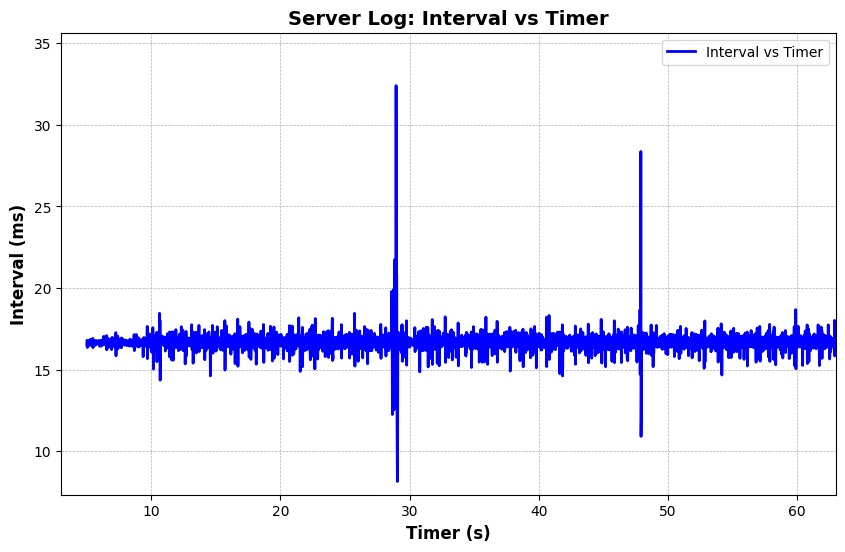 Server Log: Interval vs Timer
Interval vs Timer
35
30
25
20
15
10
Interval (ms)
10 20 30 40 50 60
Timer (s)